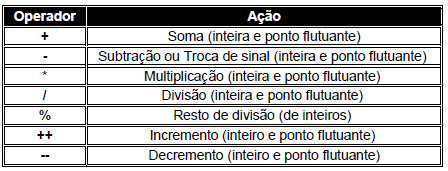 Operador Ação
+ Soma (inteira e ponto flutuante)
- Subtração ou Troca de sinal (inteira e ponto flutuante)
* Multiplicação (inteira e ponto flutuante)
/ Divisão (inteira e ponto flutuante)
% Resto de divisão (de inteiros)
++ Incremento (inteiro e ponto flutuante)
-- Decremento (inteiro e ponto flutuante)